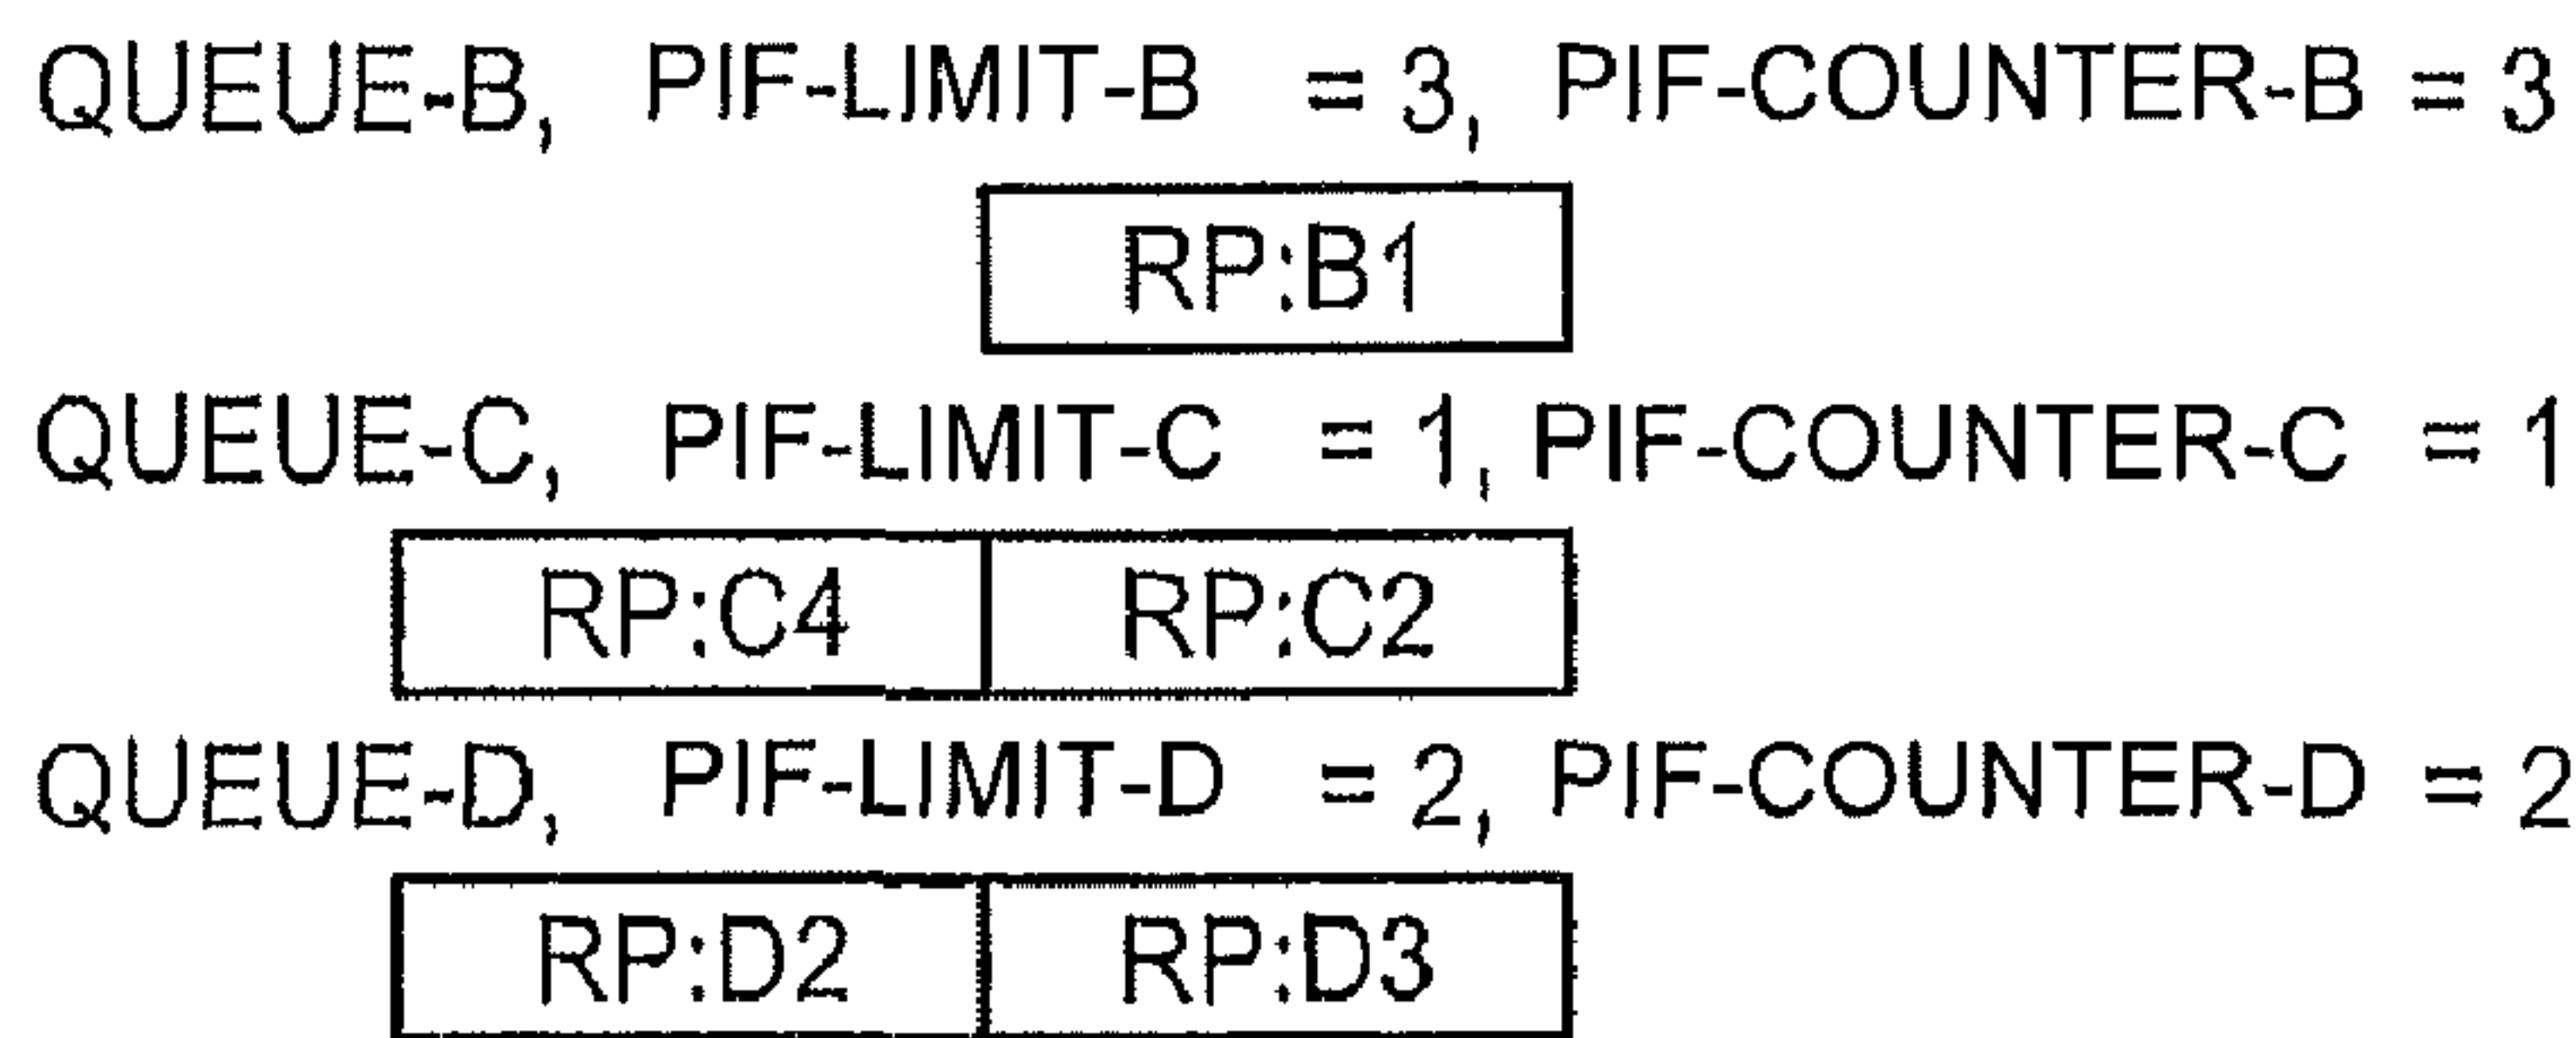 QUEUE-B, PIF-LIMIT-B = 3, PIF-COUNTER-B = 3
RP:B1
QUEUE-C, PIF-LIMIT-C = 1, PIF-COUNTER-C = 1
RP:C4 RP:C2
QUEUE-D, PIF-LIMIT-D = 2, PIF-COUNTER-D = 2
RP:D2 RP:D3